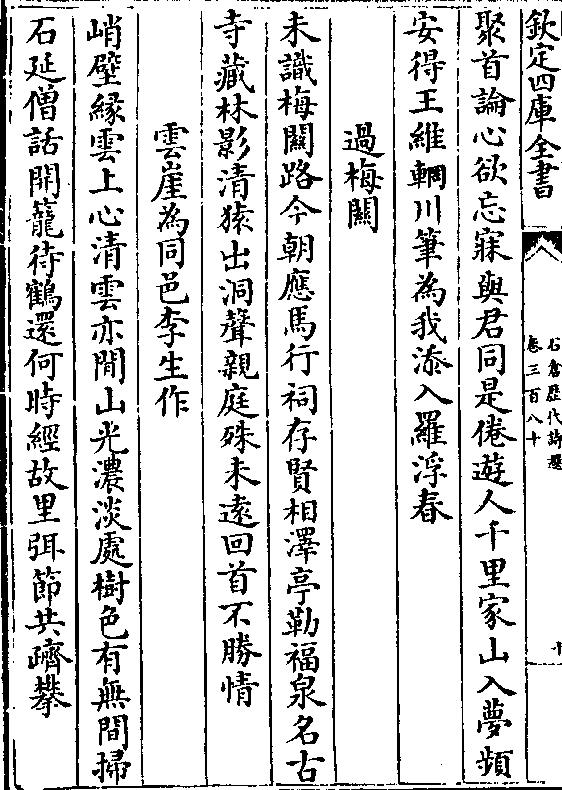 欽定四庫全書
石倉歷代詩選
卷三百八十
十
聚首論心欲忘寐與君同是倦遊人千里家山入夢頻
安得王維輞川筆為我添入羅浮春
過梅關
未識梅關路今朝應馬行祠存賢相澤亭勒福泉名古
寺藏林影清猿出洞聲親庭殊未遠回首不勝情
雲崖為同邑李生作
峭壁緣雲上心清雲亦閒山光濃淡處樹色有無間掃
石延僧話開籠待鶴還何時經故里弭節共躋攀